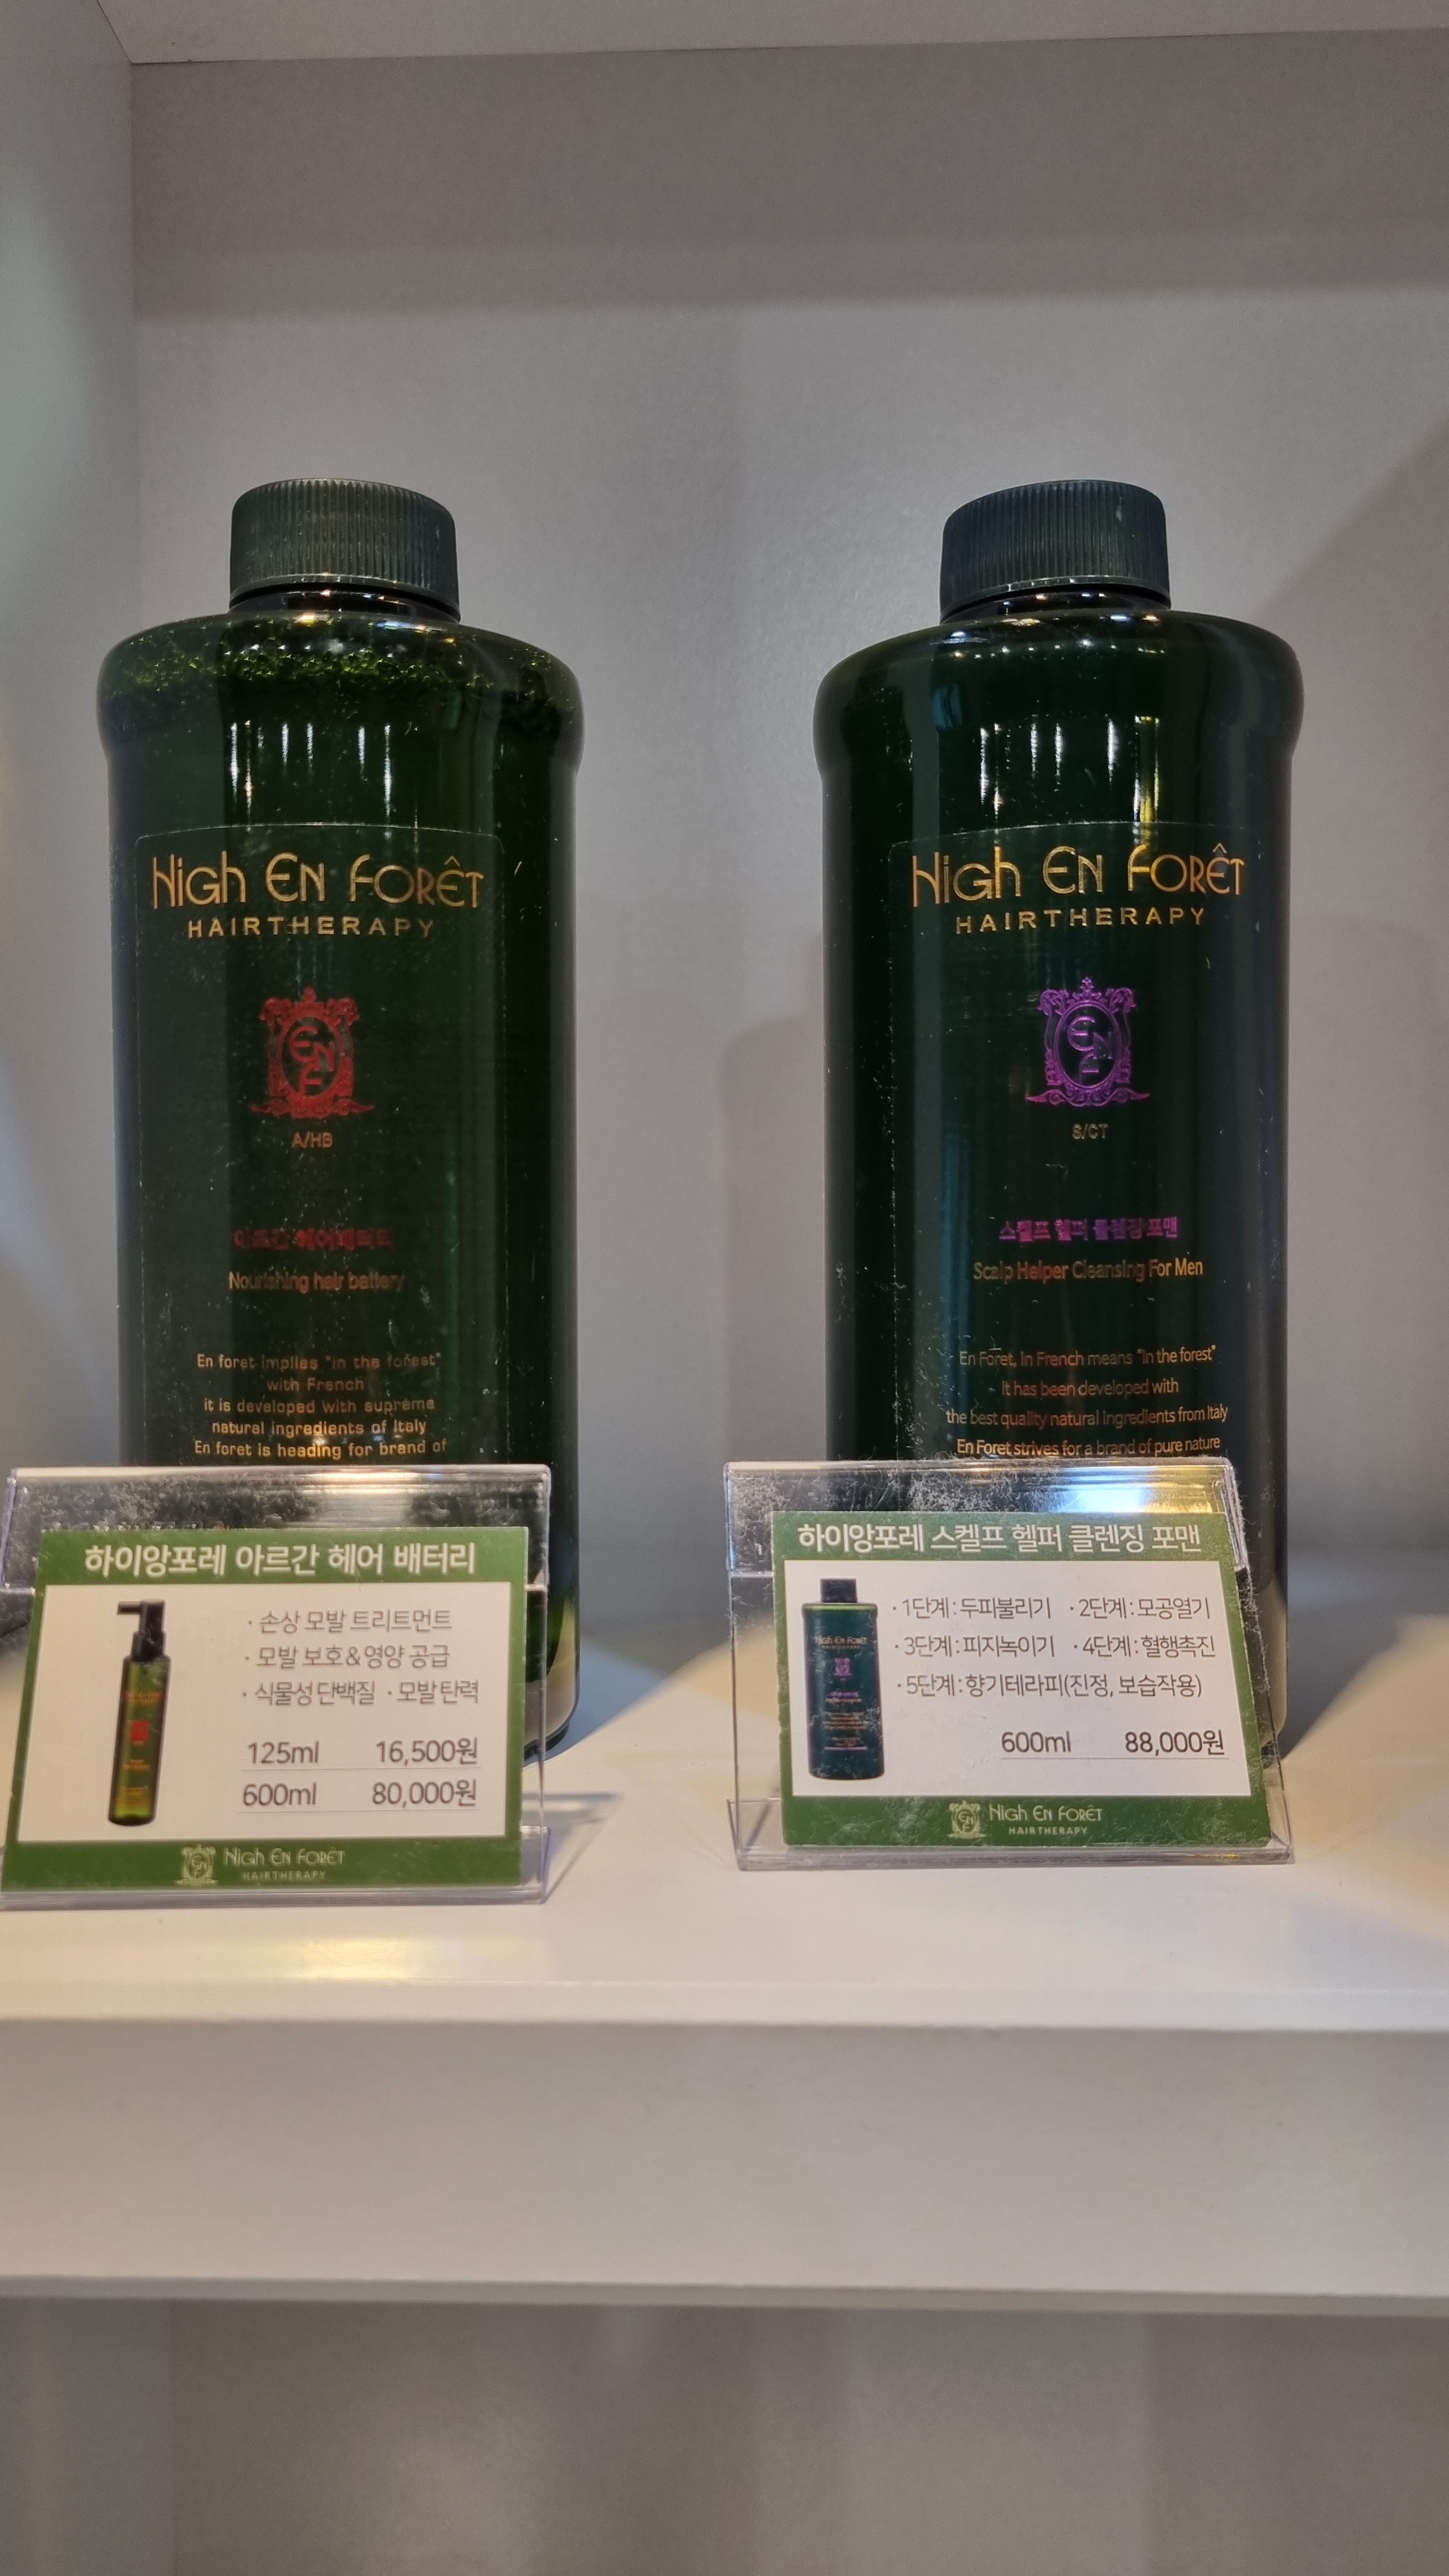 High En Forêt
HAIRTHERAPY
A/HB
아르간 헤어배터리
Nourishing hair battery
En foret implies "in the forest"
with French
it is developed with supreme
natural ingredients of Italy
En foret is heading for brand of
하이앙포레 아르간 헤어 배터리
· 손상 모발 트리트먼트
· 모발 보호&영양 공급
· 식물성 단백질 · 모발 탄력
125ml 16,500원
600ml 80,000원
High En Forêt
HAIRTHERAPY
High En Forêt
HAIRTHERAPY
S/CT
스켈프 헬퍼 클렌징 포맨
Scalp Helper Cleansing For Men
En Foret, In French means "in the forest"
It has been developed with
the best quality natural ingredients from Italy
En Foret strives for a brand of pure nature
하이앙포레 스켈프 헬퍼 클렌징 포맨
· 1단계 : 두피불리기 · 2단계 : 모공열기
· 3단계 : 피지녹이기 · 4단계 : 혈행촉진
· 5단계 : 향기테라피(진정, 보습작용)
600ml 88,000원
High En Forêt
HAIRTHERAPY